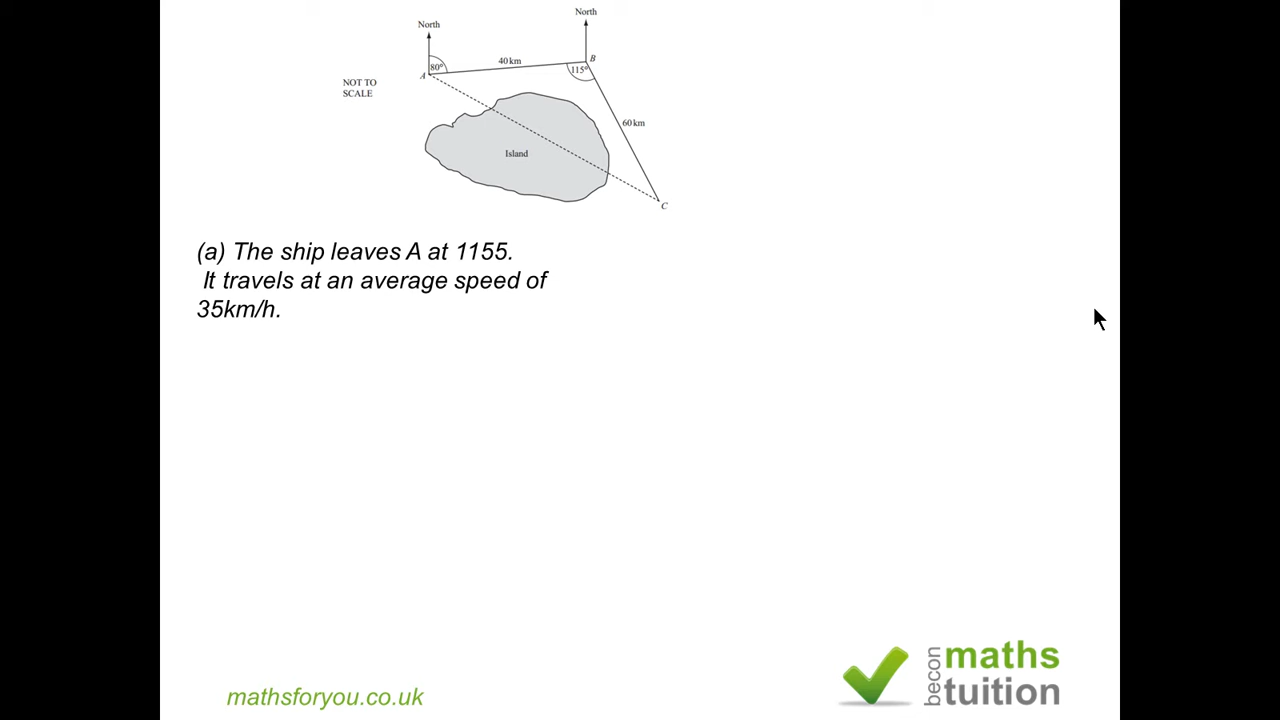 North
North
80°
A
40 km
B
115°
NOT TO
SCALE
60 km
Island
C
(a) The ship leaves A at 1155.
It travels at an average speed of
35km/h.
mathsforyou.co.uk
becon
maths
tuition